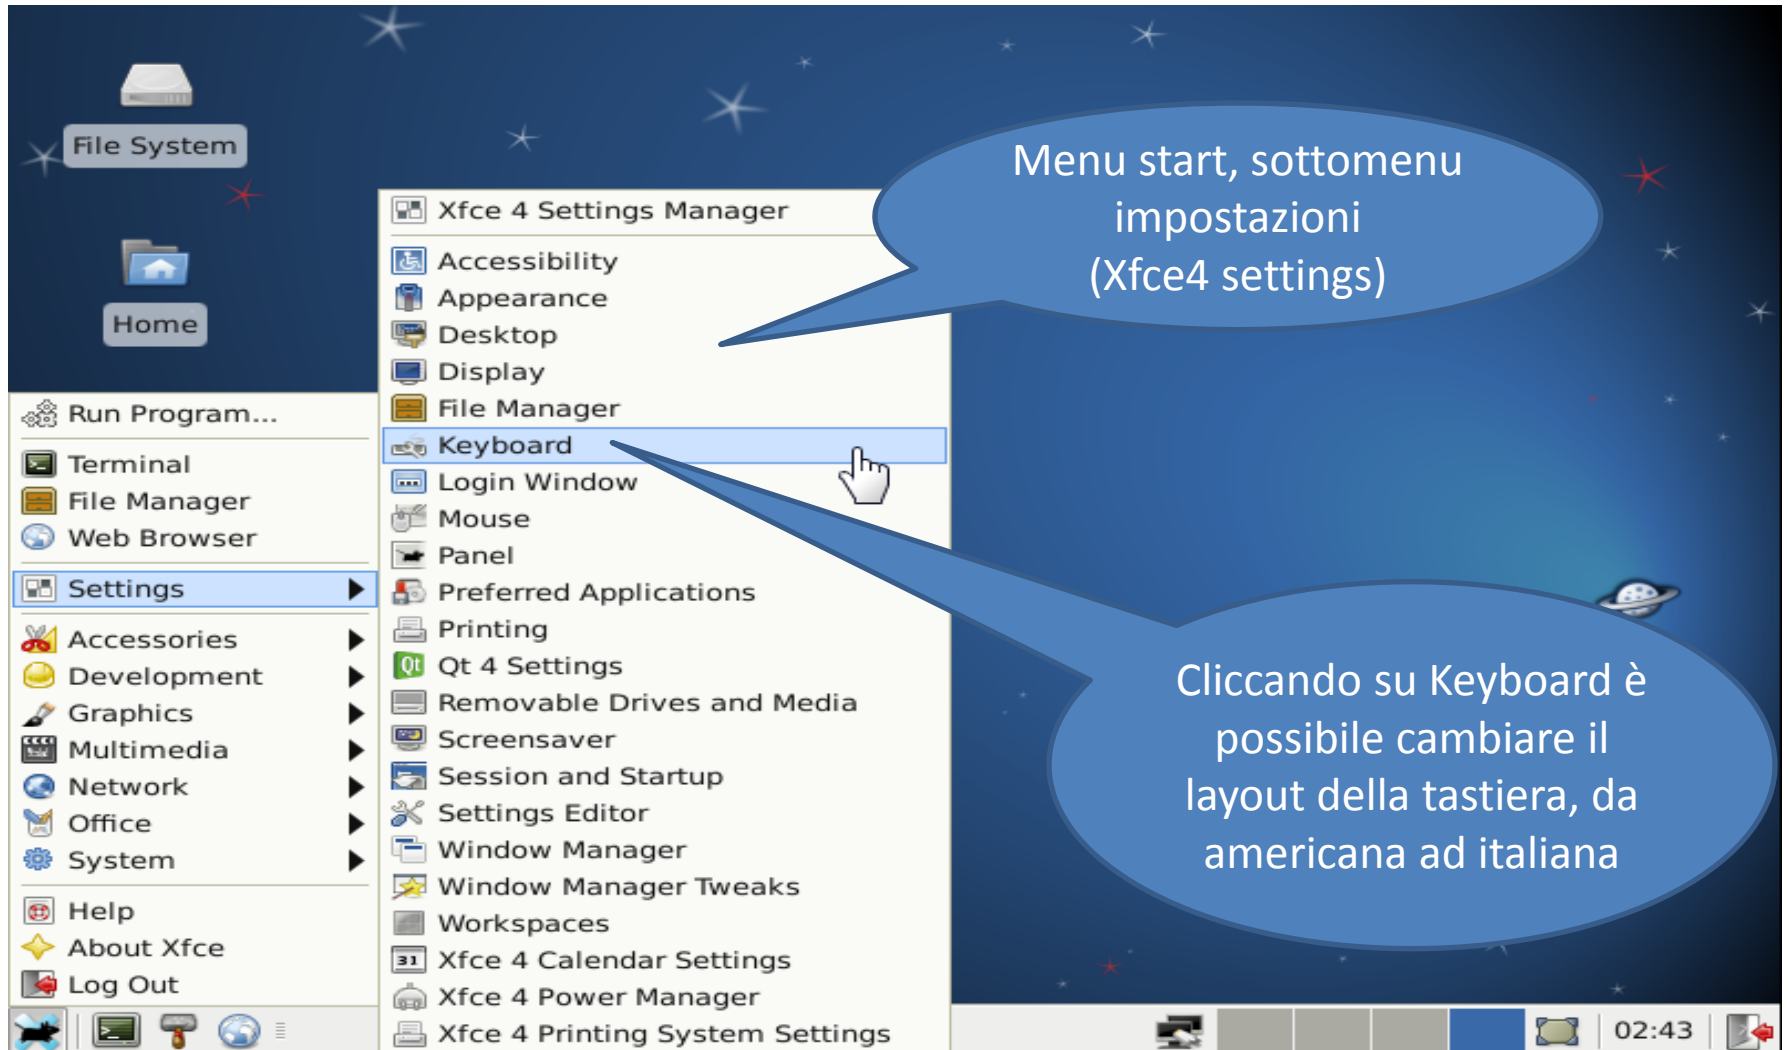 File System
Home
Menu start, sottomenu
impostazioni
(Xfce4 settings)
Xfce 4 Settings Manager
Accessibility
Appearance
Desktop
Display
File Manager
Keyboard
Login Window
Mouse
Panel
Preferred Applications
Printing
Qt 4 Settings
Removable Drives and Media
Screensaver
Session and Startup
Settings Editor
Window Manager
Window Manager Tweaks
Workspaces
Xfce 4 Calendar Settings
Xfce 4 Power Manager
Xfce 4 Printing System Settings
Run Program...
Terminal
File Manager
Web Browser
Settings
Accessories
Development
Graphics
Multimedia
Network
Office
System
Help
About Xfce
Log Out
Cliccando su Keyboard è
possibile cambiare il
layout della tastiera, da
americana ad italiana
Qt
31
02:43